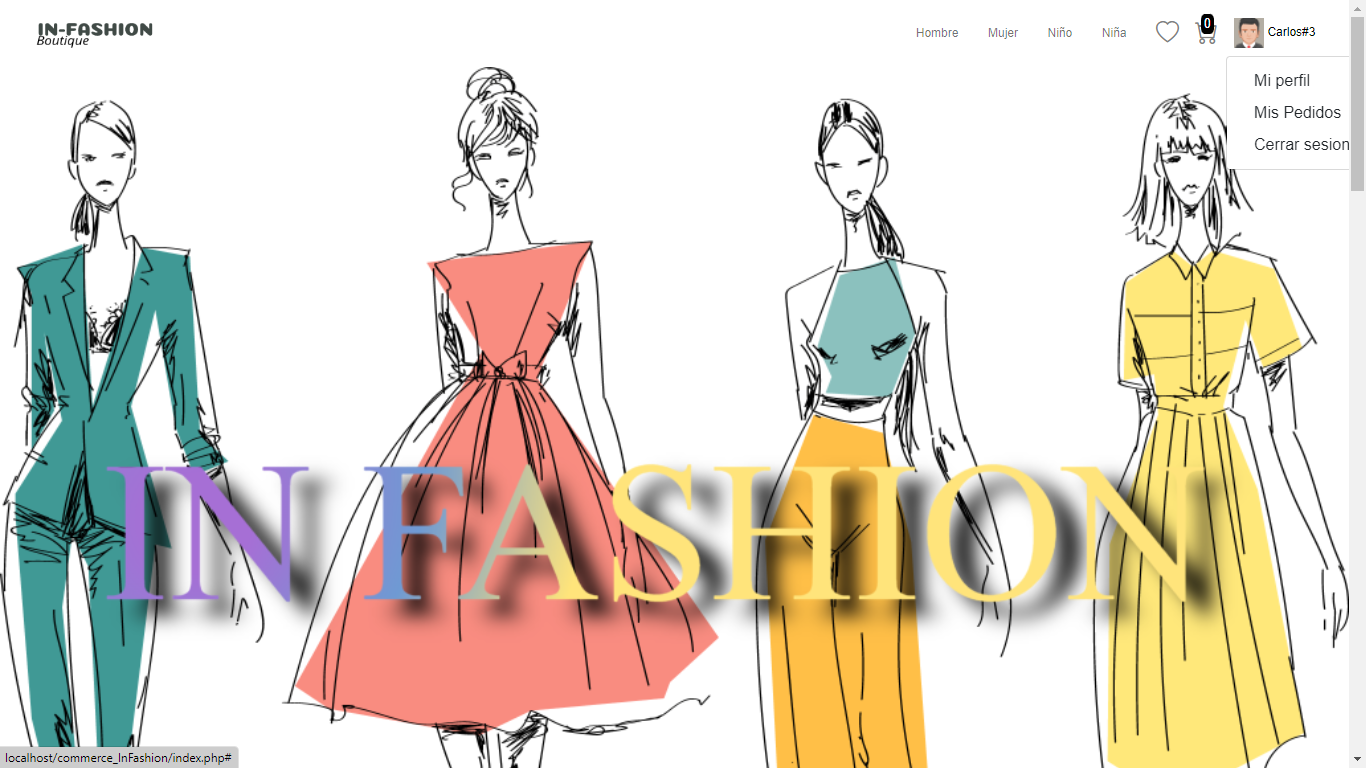 IN-FASHION
Boutique
Hombre Mujer Niño Niña 0 Carlos#3
Mi perfil
Mis Pedidos
Cerrar sesion
IN FASHION
localhost/commerce_InFashion/index.php#